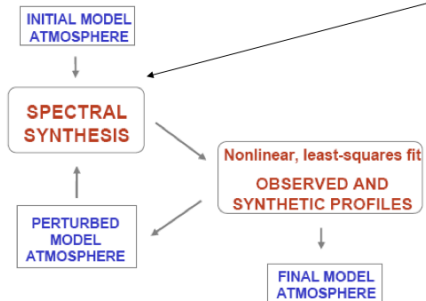 INITIAL MODEL
ATMOSPHERE
SPECTRAL
SYNTHESIS
Nonlinear, least-squares fit
OBSERVED AND
SYNTHETIC PROFILES
PERTURBED
MODEL
ATMOSPHERE
FINAL MODEL
ATMOSPHERE